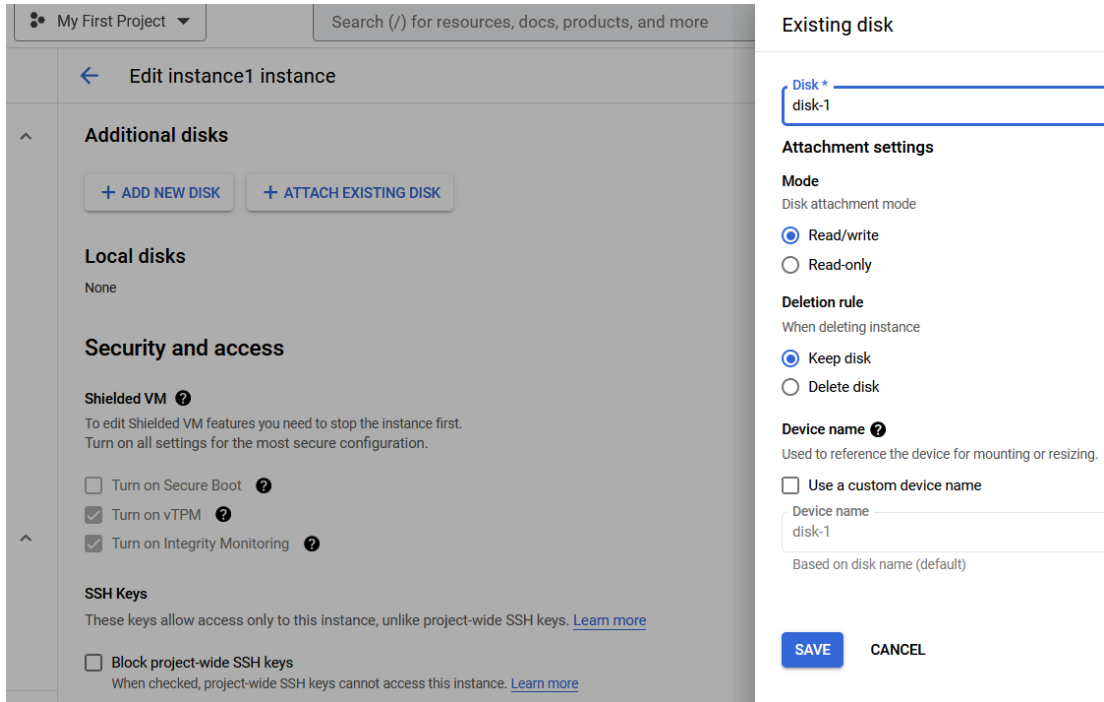 My First Project
Search (/) for resources, docs, products, and more
Edit instance1 instance
Additional disks
+ ADD NEW DISK
+ ATTACH EXISTING DISK
Local disks
None
Security and access
Shielded VM
To edit Shielded VM features you need to stop the instance first.
Turn on all settings for the most secure configuration.
Turn on Secure Boot
Turn on vTPM
Turn on Integrity Monitoring
SSH Keys
These keys allow access only to this instance, unlike project-wide SSH keys. Learn more
Block project-wide SSH keys
When checked, project-wide SSH keys cannot access this instance. Learn more
Existing disk
Disk *
disk-1
Attachment settings
Mode
Disk attachment mode
Read/write
Read-only
Deletion rule
When deleting instance
Keep disk
Delete disk
Device name
Used to reference the device for mounting or resizing.
Use a custom device name
Device name
disk-1
Based on disk name (default)
SAVE
CANCEL